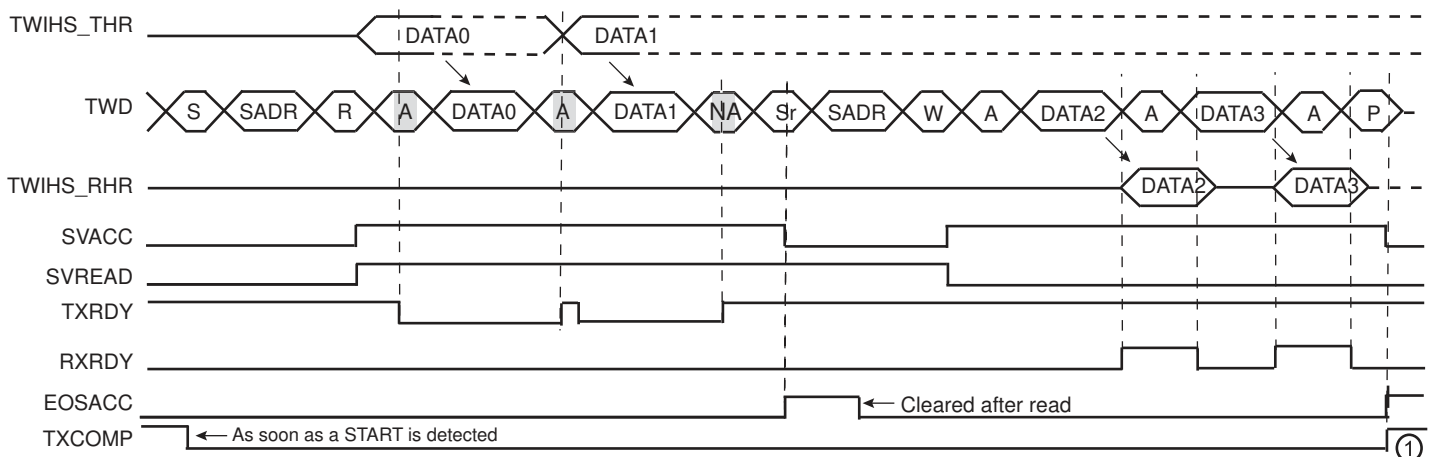 TWIHS_THR DATA0 DATA1
TWD S SADR R A DATA0 A DATA1 NA Sr SADR W A DATA2 A DATA3 A P
TWIHS_RHR DATA2 DATA3
SVACC
SVREAD
TXRDY
RXRDY
EOSACC Cleared after read
TXCOMP As soon as a START is detected 1